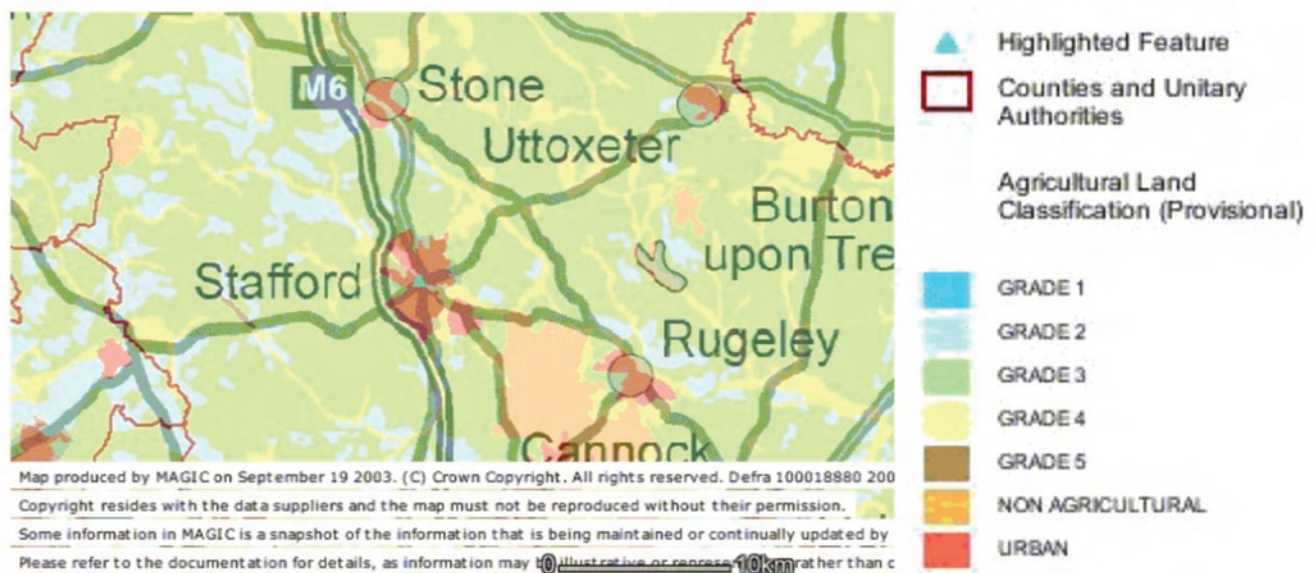 M6
Stone
Uttoxeter
Burton
upon Tre
Stafford
Rugeley
Cannock
Map produced by MAGIC on September 19 2003. (C) Crown Copyright. All rights reserved. Defra 100018880 200
Copyright resides with the data suppliers and the map must not be reproduced without their permission.
Some information in MAGIC is a snapshot of the information that is being maintained or continually updated by
Please refer to the documentation for details, as information may illustrative or rather than c
0 10km
Highlighted Feature
Counties and Unitary
Authorities
Agricultural Land
Classification (Provisional)
GRADE 1
GRADE 2
GRADE 3
GRADE 4
GRADE 5
NON AGRICULTURAL
URBAN